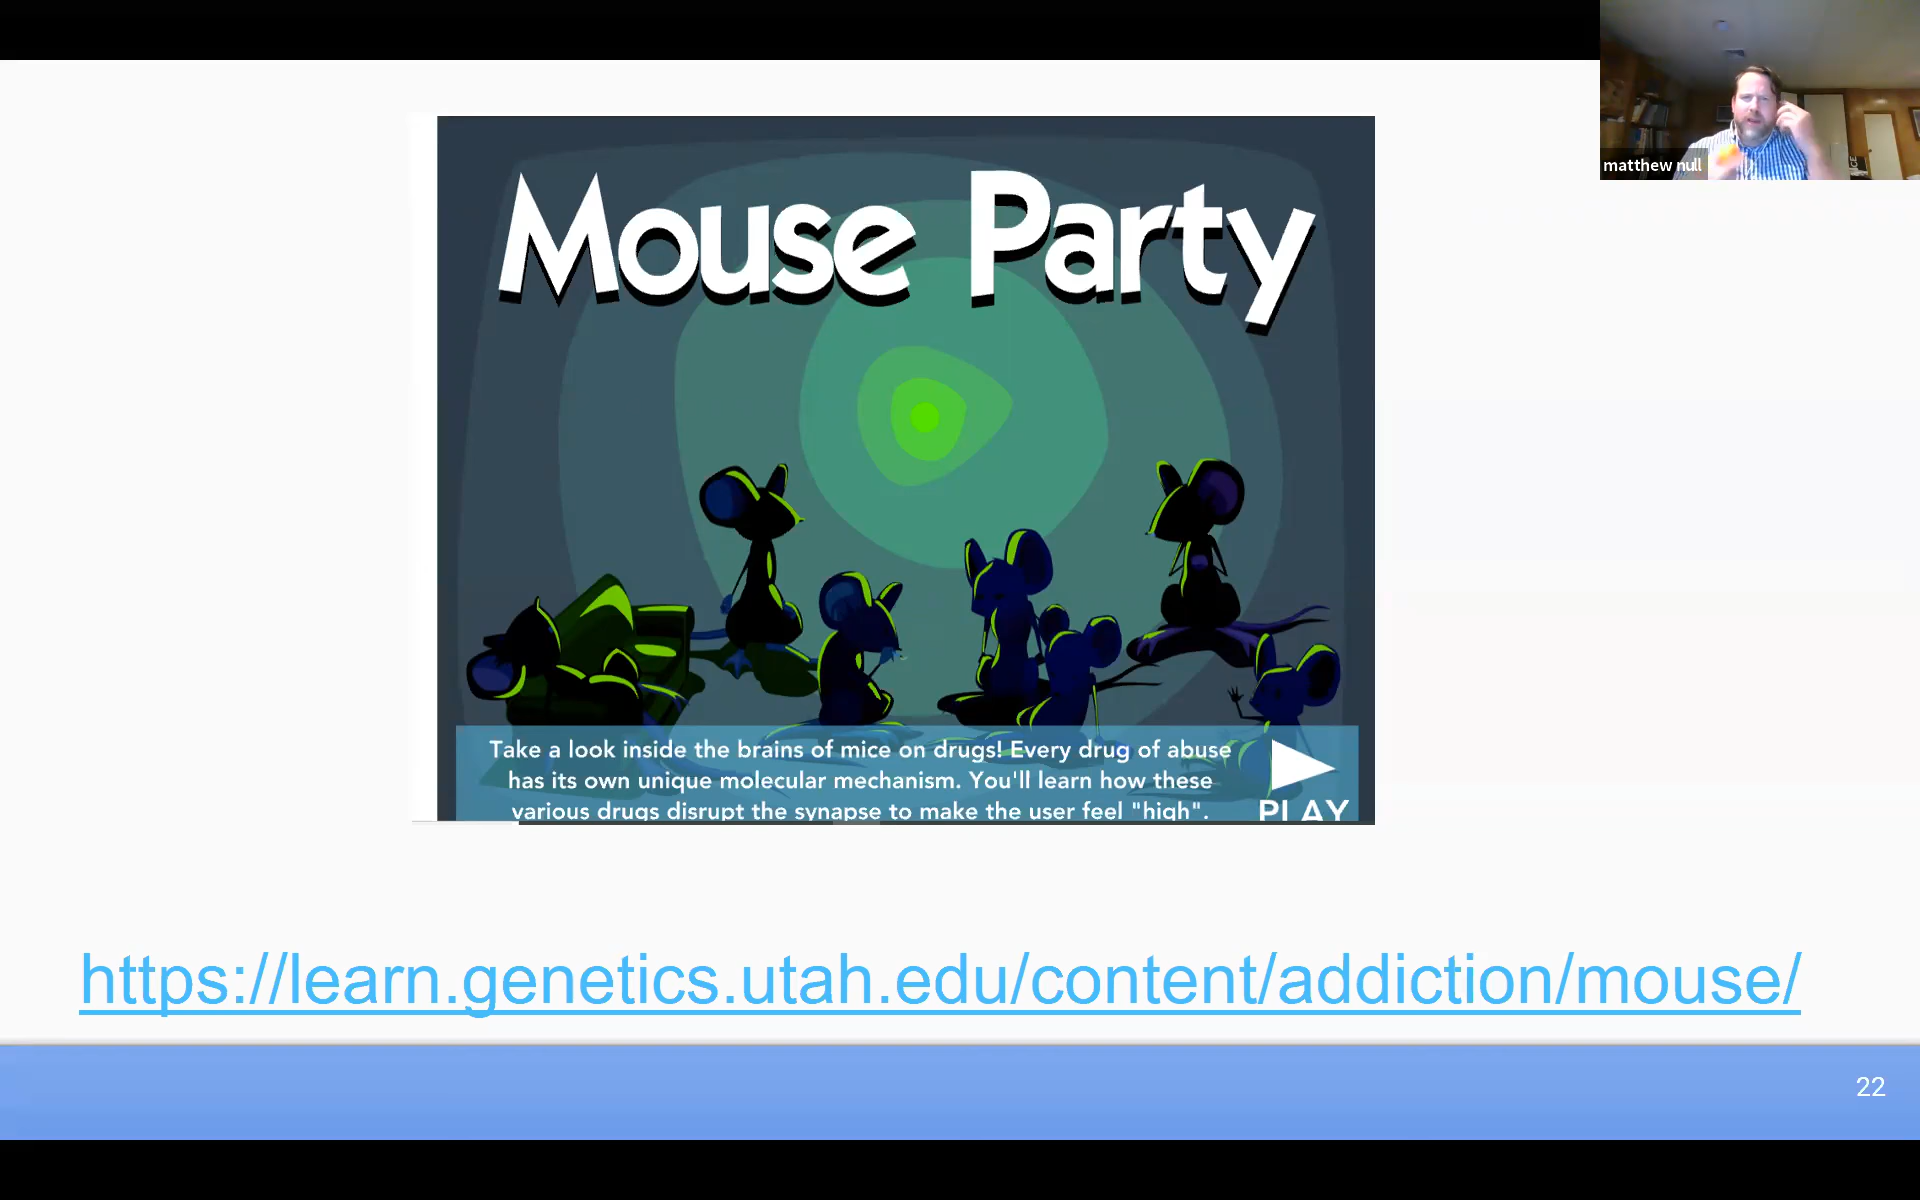 matthew null
Mouse Party
Take a look inside the brains of mice on drugs! Every drug of abuse
has its own unique molecular mechanism. You'll learn how these
various drugs disrupt the synapse to make the user feel "high".
PLAY
https://learn.genetics.utah.edu/content/addiction/mouse/
22